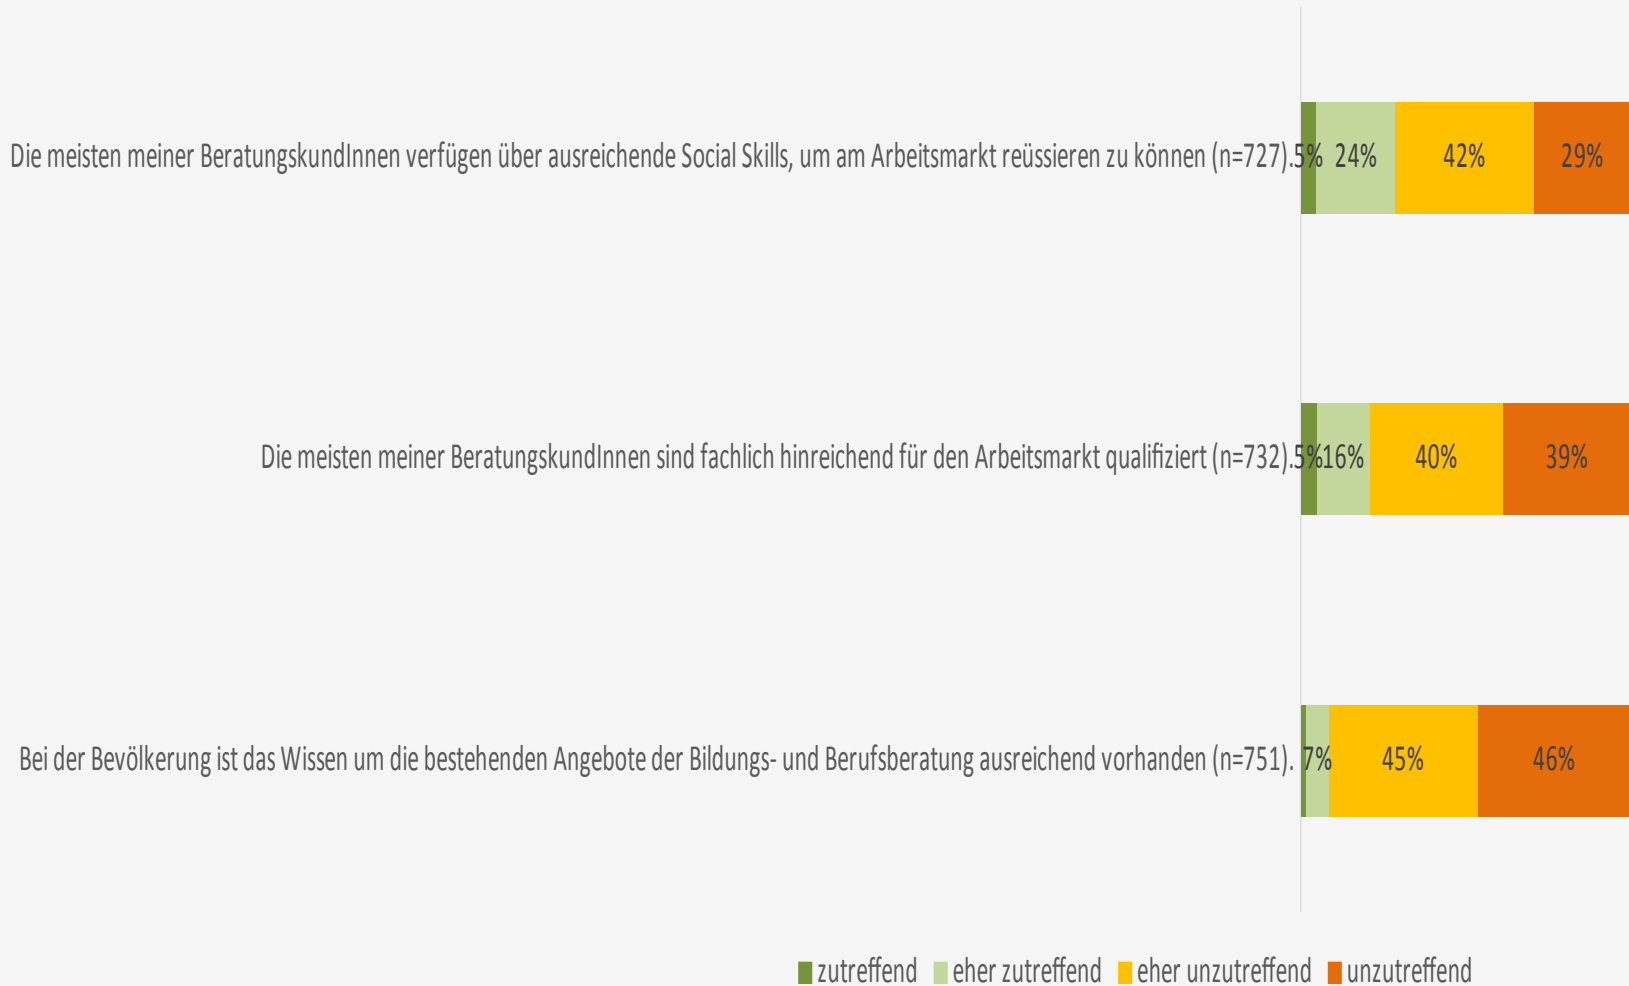 Die meisten meiner BeratungskundInnen verfügen über ausreichende Social Skills, um am Arbeitsmarkt reüssieren zu können (n=727). 5% 24% 42% 29%
Die meisten meiner BeratungskundInnen sind fachlich hinreichend für den Arbeitsmarkt qualifiziert (n=732). 5% 16% 40% 39%
Bei der Bevölkerung ist das Wissen um die bestehenden Angebote der Bildungs- und Berufsberatung ausreichend vorhanden (n=751). 7% 45% 46%
zutreffend eher zutreffend eher unzutreffend unzutreffend